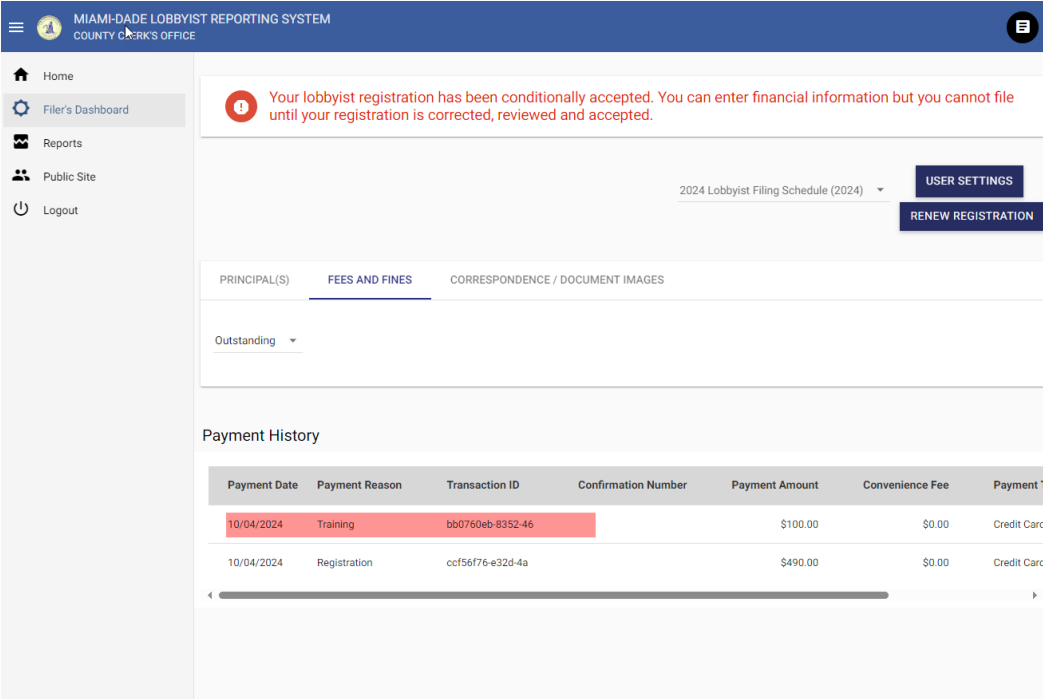 MIAMI-DADE LOBBYIST REPORTING SYSTEM
COUNTY CLERK'S OFFICE
Home
Filer's Dashboard
Reports
Public Site
Logout
Your lobbyist registration has been conditionally accepted. You can enter financial information but you cannot file
until your registration is corrected, reviewed and accepted.
2024 Lobbyist Filing Schedule (2024)
USER SETTINGS
RENEW REGISTRATION
PRINCIPAL(S) FEES AND FINES CORRESPONDENCE / DOCUMENT IMAGES
Outstanding
Payment History
Payment Date Payment Reason Transaction ID Confirmation Number Payment Amount Convenience Fee Payment T
10/04/2024 Training bb0760eb-8352-46 $100.00 $0.00 Credit Card
10/04/2024 Registration ccf56f76-e32d-4a $490.00 $0.00 Credit Card